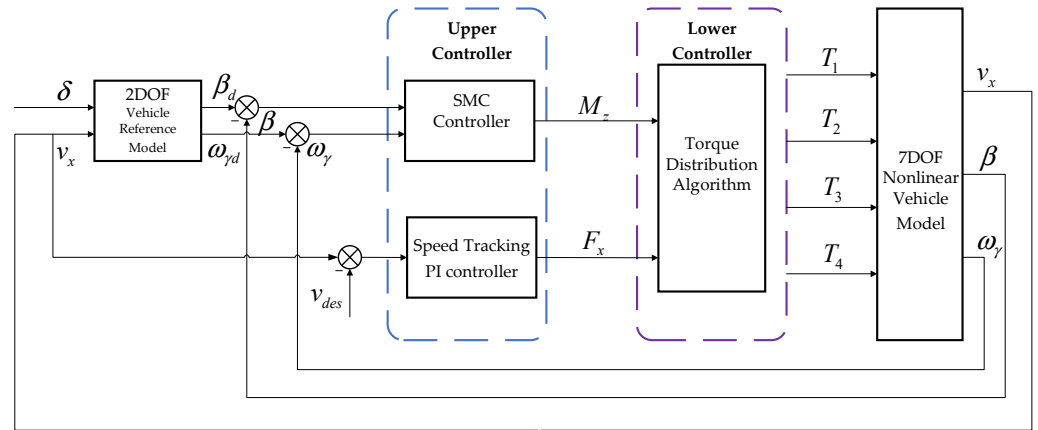 Upper
Controller
Lower
Controller
δ
2DOF
Vehicle
Reference
Model
v_x
β_d
ω_γd
β
ω_γ
−
−
SMC
Controller
M_z
Speed Tracking
PI controller
F_x
−
v_des
Torque
Distribution
Algorithm
T_1
T_2
T_3
T_4
7DOF
Nonlinear
Vehicle
Model
v_x
β
ω_γ